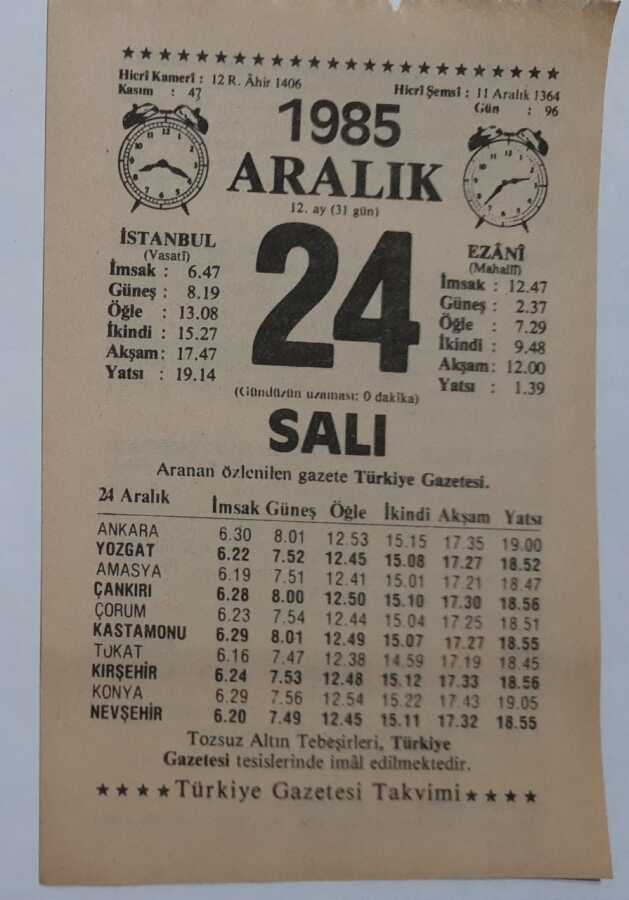 Hicrî Kamerî : 12 R. Âhir 1406
Kasım : 47
Hicrî Şemsî : 11 Aralık 1364
Gün : 96
1985
ARALIK
12. ay (31 gün)
24
İSTANBUL
(Vasatî)
İmsak : 6.47
Güneş : 8.19
Öğle : 13.08
İkindi : 15.27
Akşam : 17.47
Yatsı : 19.14
EZÂNÎ
(Mahallî)
İmsak : 12.47
Güneş : 2.37
Öğle : 7.29
İkindi : 9.48
Akşam : 12.00
Yatsı : 1.39
(Gündüzün uzaması: 0 dakika)
SALI
Aranan özlenilen gazete Türkiye Gazetesi.
24 Aralık İmsak Güneş Öğle İkindi Akşam Yatsı
ANKARA 6.30 8.01 12.53 15.15 17.35 19.00
YOZGAT 6.22 7.52 12.45 15.08 17.27 18.52
AMASYA 6.19 7.51 12.41 15.01 17.21 18.47
ÇANKIRI 6.28 8.00 12.50 15.10 17.30 18.56
ÇORUM 6.23 7.54 12.44 15.04 17.25 18.51
KASTAMONU 6.29 8.01 12.49 15.07 17.27 18.55
TOKAT 6.16 7.47 12.38 14.59 17.19 18.45
KIRŞEHİR 6.24 7.53 12.48 15.12 17.33 18.56
KONYA 6.29 7.56 12.54 15.22 17.43 19.05
NEVŞEHİR 6.20 7.49 12.45 15.11 17.32 18.55
Tozsuz Altın Tebeşirleri, Türkiye
Gazetesi tesislerinde imâl edilmektedir.
★★★★Türkiye Gazetesi Takvimi★★★★